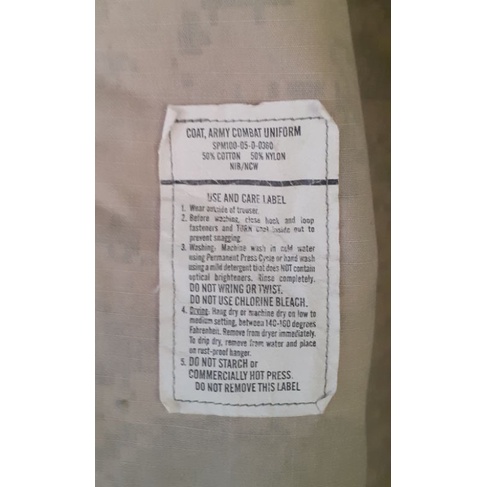 COAT, ARMY COMBAT UNIFORM
SPM100-05-D-0380
50% COTTON 50% NYLON
NIR/NCW
USE AND CARE LABEL
1. Wear outside of trouser.
2. Before washing, close hook and loop
fasteners and TURN coat inside out to
prevent snagging.
3. Washing: Machine wash in cold water
using Permanent Press Cycle or hand wash
using a mild detergent that does NOT contain
optical brighteners. Rinse completely.
DO NOT WRING OR TWIST.
DO NOT USE CHLORINE BLEACH.
4. Drying: Hang dry or machine dry on low to
medium setting, between 140-160 degrees
Fahrenheit. Remove from dryer immediately.
To drip dry, remove from water and place
on rust-proof hanger.
5. DO NOT STARCH or
COMMERCIALLY HOT PRESS.
DO NOT REMOVE THIS LABEL